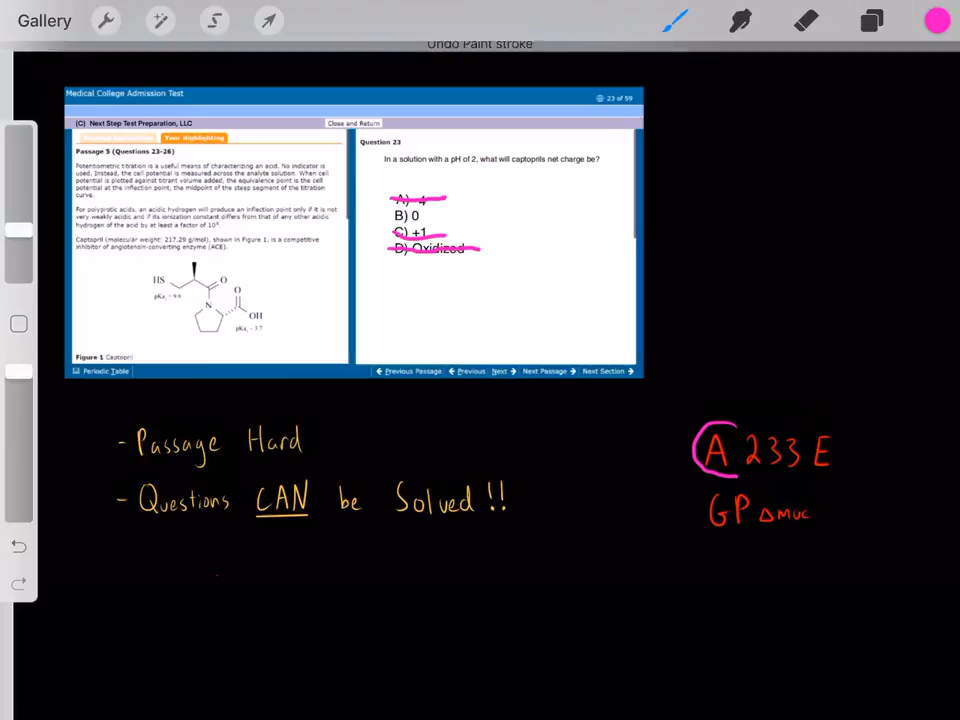 Gallery
Undo Paint stroke
Medical College Admission Test
23 of 59
(C) Next Step Test Preparation, LLC
Close and Return
Your Highlighting
Passage 5 (Questions 23-26)
Potentiometric titration is a useful means of characterizing an acid. No indicator is
used. Instead, the cell potential is measured across the analyte solution. When cell
potential is plotted against titrant volume added, the equivalence point is the cell
potential at the inflection point, the midpoint of the steep segment of the titration
curve.
For polyprotic acids, an acidic hydrogen will produce an inflection point only if it is not
very weakly acidic and if its ionization constant differs from that of any other acidic
hydrogen of the acid by at least a factor of 10⁴.
Captopril (molecular weight: 217.29 g/mol), shown in Figure 1, is a competitive
inhibitor of angiotensin-converting enzyme (ACE).
HS
O
O
N
OH
pKa = 9.8
pKa = 3.7
Figure 1 Captopril
Periodic Table
Question 23
In a solution with a pH of 2, what will captoprils net charge be?
A) -4
B) 0
C) +1
D) Oxidized
Previous Passage
Previous
Next
Next Passage
Next Section
- Passage Hard
- Questions CAN be Solved!!
A 233 E
GP ΔMUC